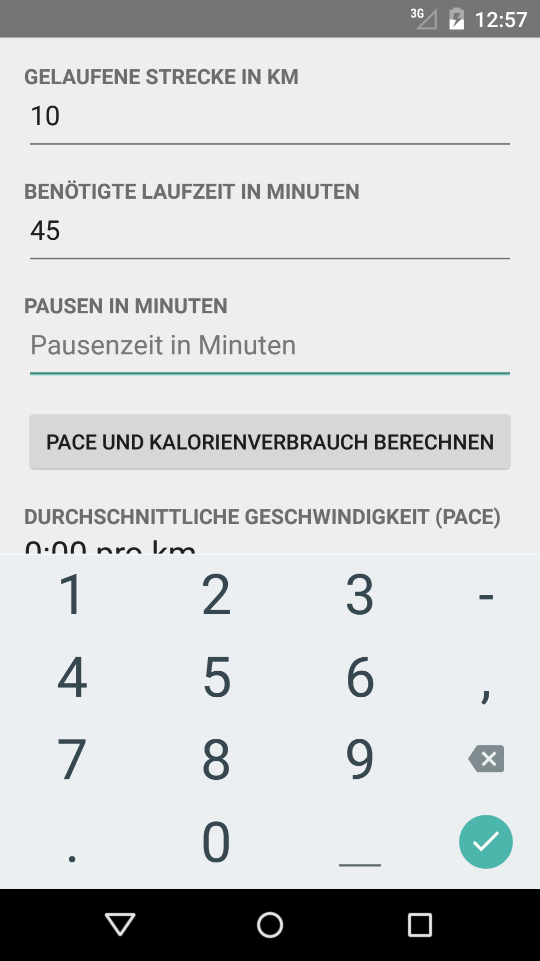 3G 12:57
GELAUFENE STRECKE IN KM
10
BENÖTIGTE LAUFZEIT IN MINUTEN
45
PAUSEN IN MINUTEN
Pausenzeit in Minuten
PACE UND KALORIENVERBRAUCH BERECHNEN
DURCHSCHNITTLICHE GESCHWINDIGKEIT (PACE)
0:00 pro km
1 2 3 -
4 5 6 ,
7 8 9
. 0 _